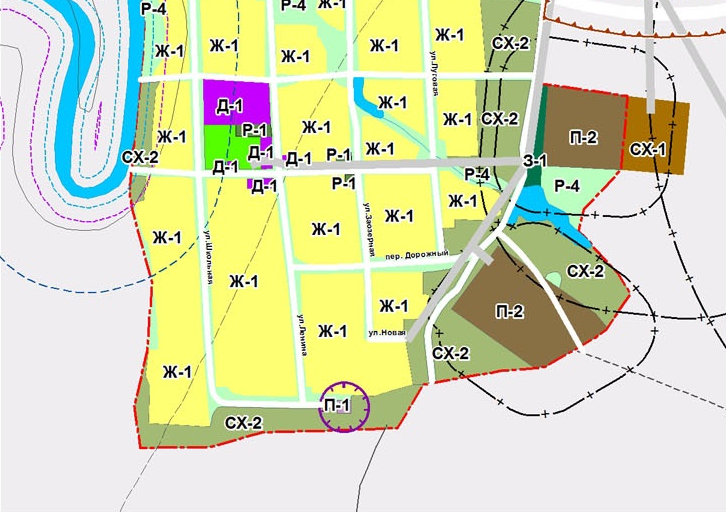 Р-4
Р-4
Ж-1
Ж-1
Ж-1
Ж-1
Ж-1
Ж-1
СХ-2
ул.Луговая
Д-1
Ж-1
Р-1
Ж-1
Ж-1
СХ-2
Ж-1
П-2
СХ-2
Д-1
Д-1
Р-1
Ж-1
З-1
СХ-1
Д-1
Д-1
Р-1
Р-4
Р-4
Ж-1
Ж-1
Ж-1
Ж-1
ул.Школьная
ул.Заозерная
пер. Дорожный
Ж-1
СХ-2
Ж-1
П-2
ул.Ленина
Ж-1
ул.Новая
СХ-2
Ж-1
П-1
СХ-2